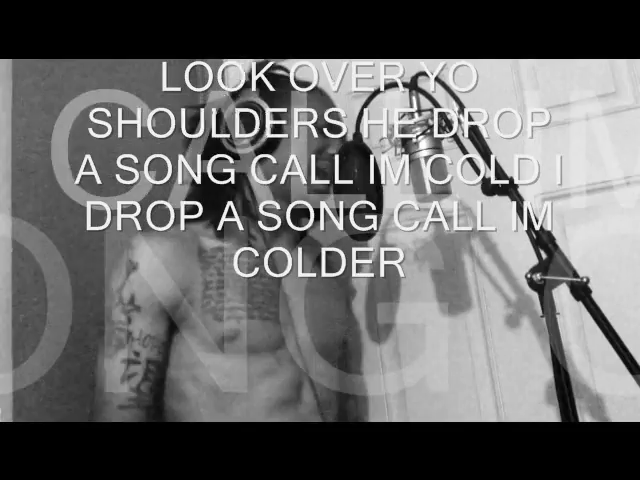 LOOK OVER YO
SHOULDERS HE DROP
A SONG CALL IM COLD I
DROP A SONG CALL IM
COLDER